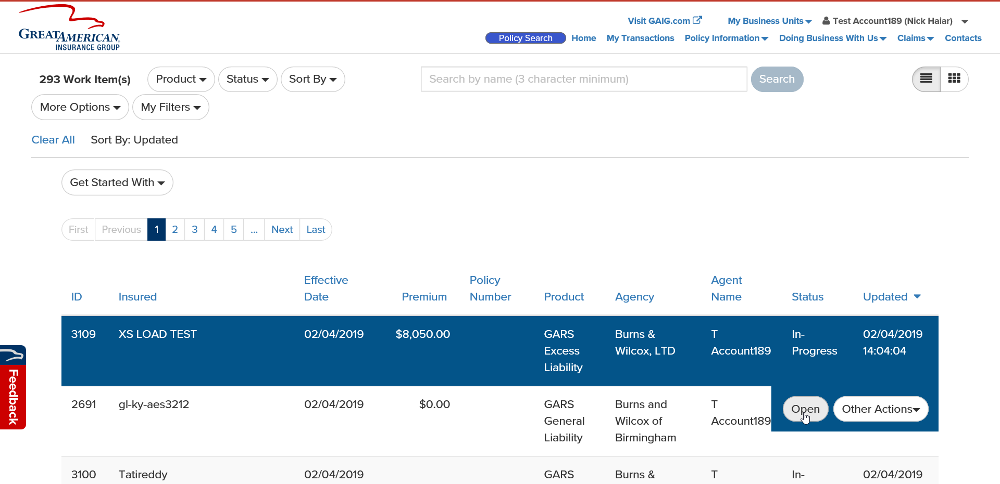 GREATAMERICAN.
INSURANCE GROUP
Visit GAIG.com My Business Units Test Account189 (Nick Haiar)
Policy Search Home My Transactions Policy Information Doing Business With Us Claims Contacts
293 Work Item(s) Product Status Sort By Search by name (3 character minimum) Search
More Options My Filters
Clear All Sort By: Updated
Get Started With
First Previous 1 2 3 4 5 ... Next Last
Effective Policy Agent
ID Insured Date Premium Number Product Agency Name Status Updated
3109 XS LOAD TEST 02/04/2019 $8,050.00 GARS Burns & T In- 02/04/2019
Excess Wilcox, LTD Account189 Progress 14:04:04
Liability
2691 gl-ky-aes3212 02/04/2019 $0.00 GARS Burns and T
Open Other Actions
General Wilcox of Account189
Liability Birmingham
3100 Tatireddy 02/04/2019 GARS Burns & T In- 02/04/2019
Feedback